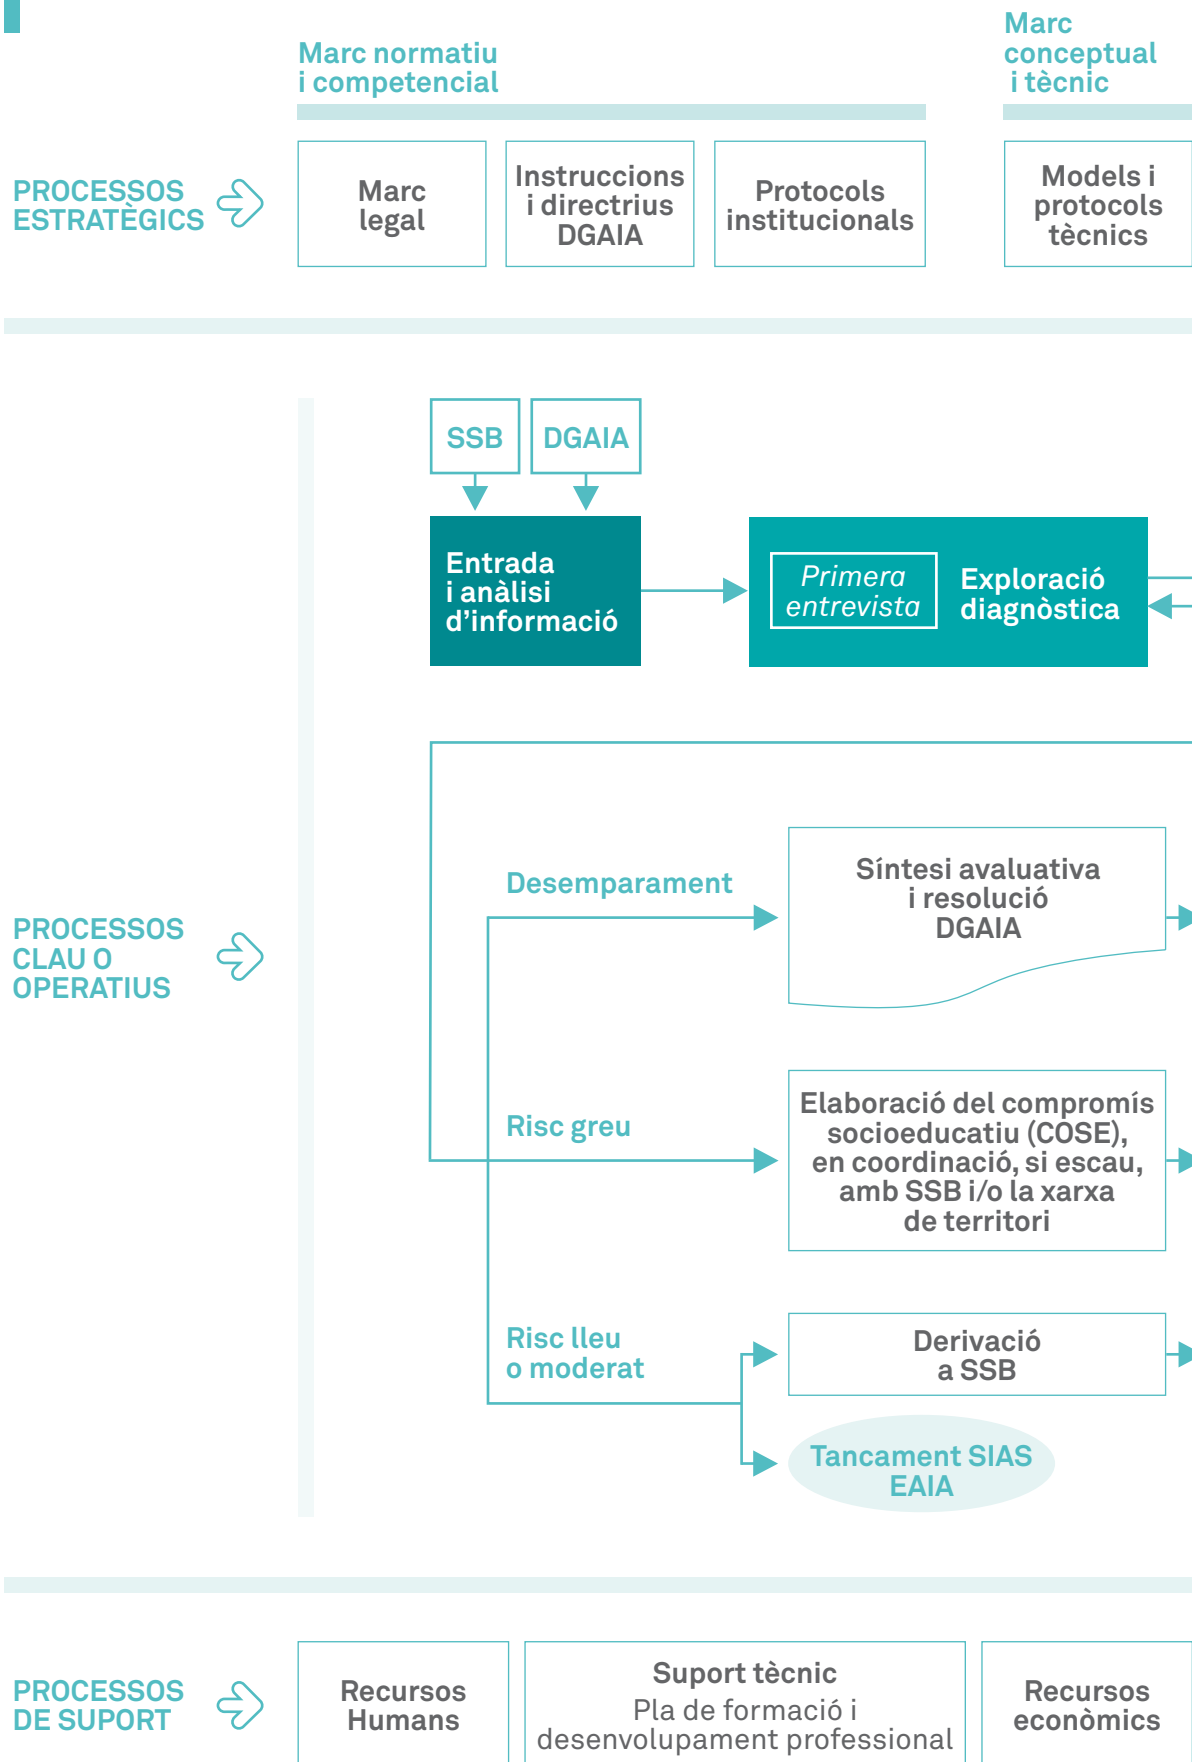 Marc normatiu
i competencial
Marc
conceptual
i tècnic
PROCESSOS
ESTRATÈGICS
Marc
legal
Instruccions
i directrius
DGAIA
Protocols
institucionals
Models i
protocols
tècnics
PROCESSOS
CLAU O
OPERATIUS
SSB
DGAIA
Entrada
i anàlisi
d’informació
Primera
entrevista
Exploració
diagnòstica
Desemparament
Síntesi avaluativa
i resolució
DGAIA
Risc greu
Elaboració del compromís
socioeducatiu (COSE),
en coordinació, si escau,
amb SSB i/o la xarxa
de territori
Risc lleu
o moderat
Derivació
a SSB
Tancament SIAS
EAIA
PROCESSOS
DE SUPORT
Recursos
Humans
Suport tècnic
Pla de formació i
desenvolupament professional
Recursos
econòmics